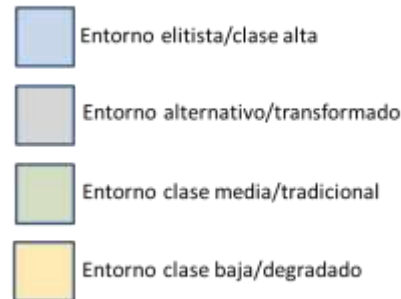 Entorno elitista/clase alta
Entorno alternativo/transformado
Entorno clase media/tradicional
Entorno clase baja/degradado